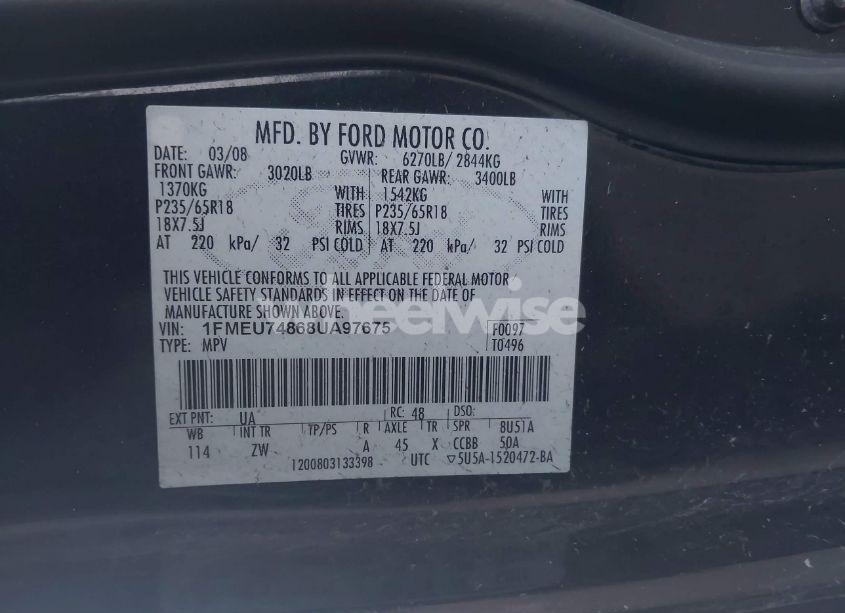 MFD. BY FORD MOTOR CO.
DATE: 03/08 GVWR: 6270LB/ 2844KG
FRONT GAWR: 3020LB REAR GAWR: 3400LB
1370KG WITH 1542KG WITH
P235/65R18 TIRES P235/65R18 TIRES
18X7.5J RIMS 18X7.5J RIMS
AT 220 kPa/ 32 PSI COLD AT 220 kPa/ 32 PSI COLD
THIS VEHICLE CONFORMS TO ALL APPLICABLE FEDERAL MOTOR
VEHICLE SAFETY STANDARDS IN EFFECT ON THE DATE OF
MANUFACTURE SHOWN ABOVE.
wheelwise
VIN: 1FMEU74868UA97675 F0097
TYPE: MPV T0496
EXT PNT: UA RC: 48 DSO:
WB INT TR TP/PS R AXLE TR SPR 8U51A
114 ZW A 45 X CCBB 50A
1200803133398 UTC ▽5U5A-1520472-BA